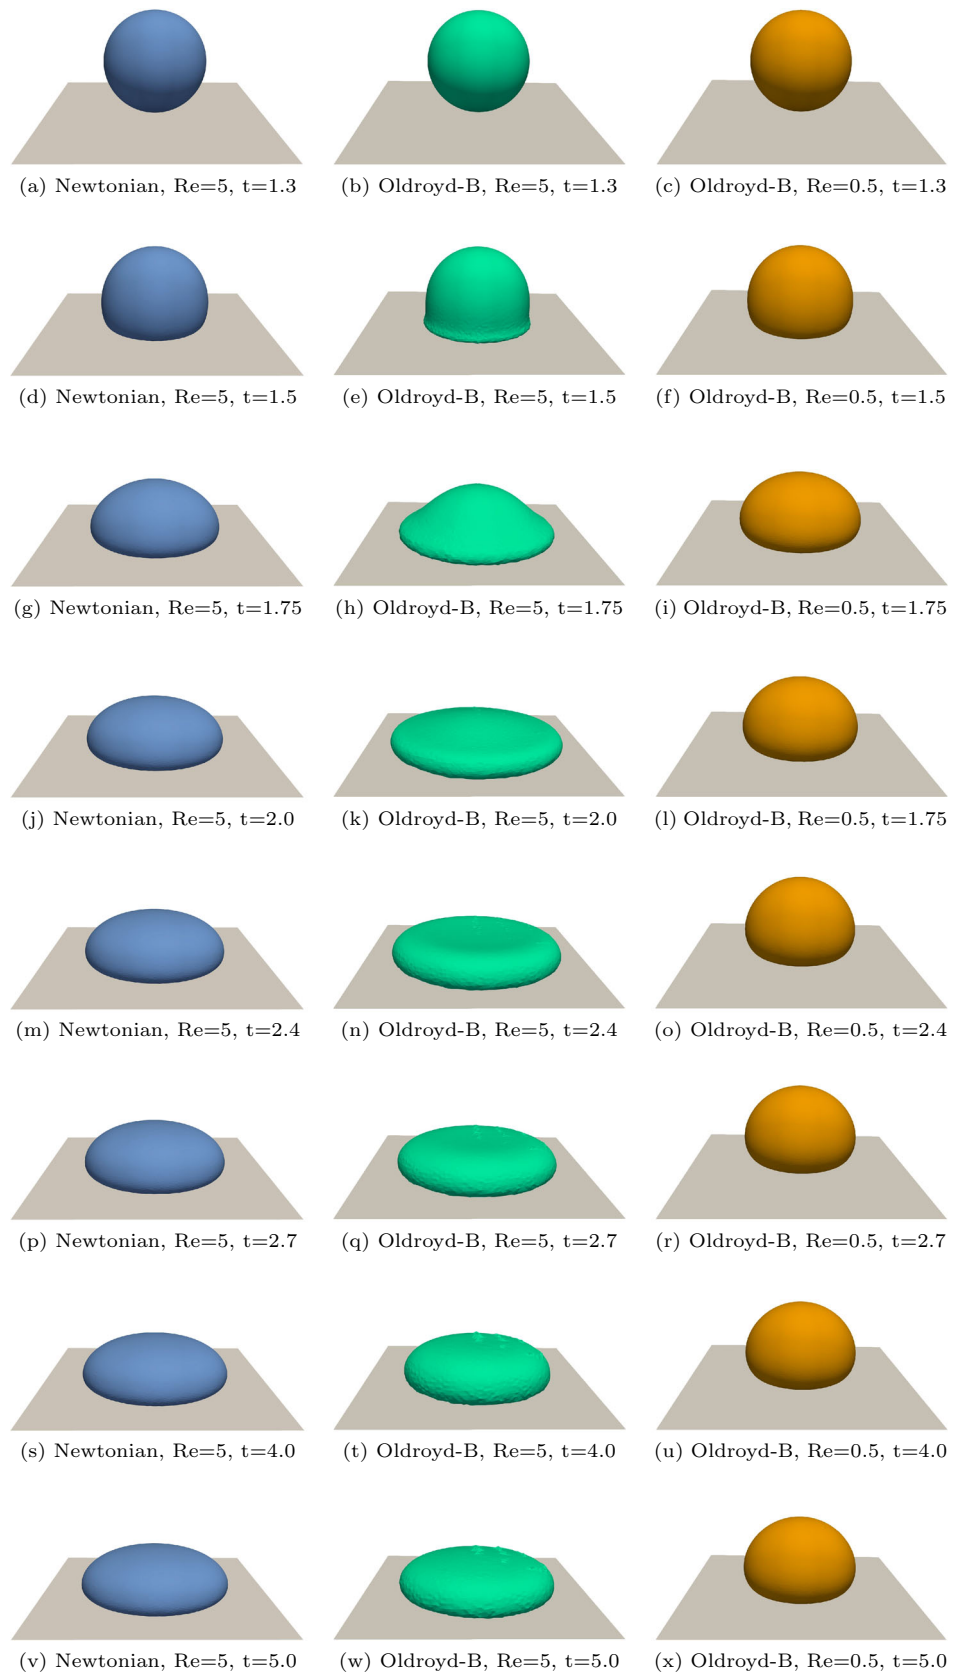 (a) Newtonian, Re=5, t=1.3
(b) Oldroyd-B, Re=5, t=1.3
(c) Oldroyd-B, Re=0.5, t=1.3
(d) Newtonian, Re=5, t=1.5
(e) Oldroyd-B, Re=5, t=1.5
(f) Oldroyd-B, Re=0.5, t=1.5
(g) Newtonian, Re=5, t=1.75
(h) Oldroyd-B, Re=5, t=1.75
(i) Oldroyd-B, Re=0.5, t=1.75
(j) Newtonian, Re=5, t=2.0
(k) Oldroyd-B, Re=5, t=2.0
(l) Oldroyd-B, Re=0.5, t=1.75
(m) Newtonian, Re=5, t=2.4
(n) Oldroyd-B, Re=5, t=2.4
(o) Oldroyd-B, Re=0.5, t=2.4
(p) Newtonian, Re=5, t=2.7
(q) Oldroyd-B, Re=5, t=2.7
(r) Oldroyd-B, Re=0.5, t=2.7
(s) Newtonian, Re=5, t=4.0
(t) Oldroyd-B, Re=5, t=4.0
(u) Oldroyd-B, Re=0.5, t=4.0
(v) Newtonian, Re=5, t=5.0
(w) Oldroyd-B, Re=5, t=5.0
(x) Oldroyd-B, Re=0.5, t=5.0